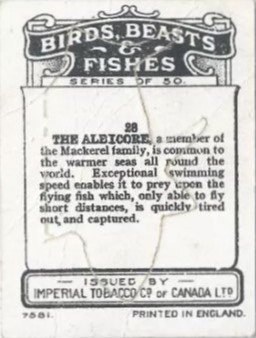 BIRDS, BEASTS
&
FISHES
SERIES OF 50.
28
THE ALBICORE, a member of
the Mackerel family, is common to
the warmer seas all round the
world. Exceptional swimming
speed enables it to prey upon the
flying fish which, only able to fly
short distances, is quickly tired
out, and captured.
ISSUED BY
IMPERIAL TOBACCO Co OF CANADA LTD
7581. PRINTED IN ENGLAND.